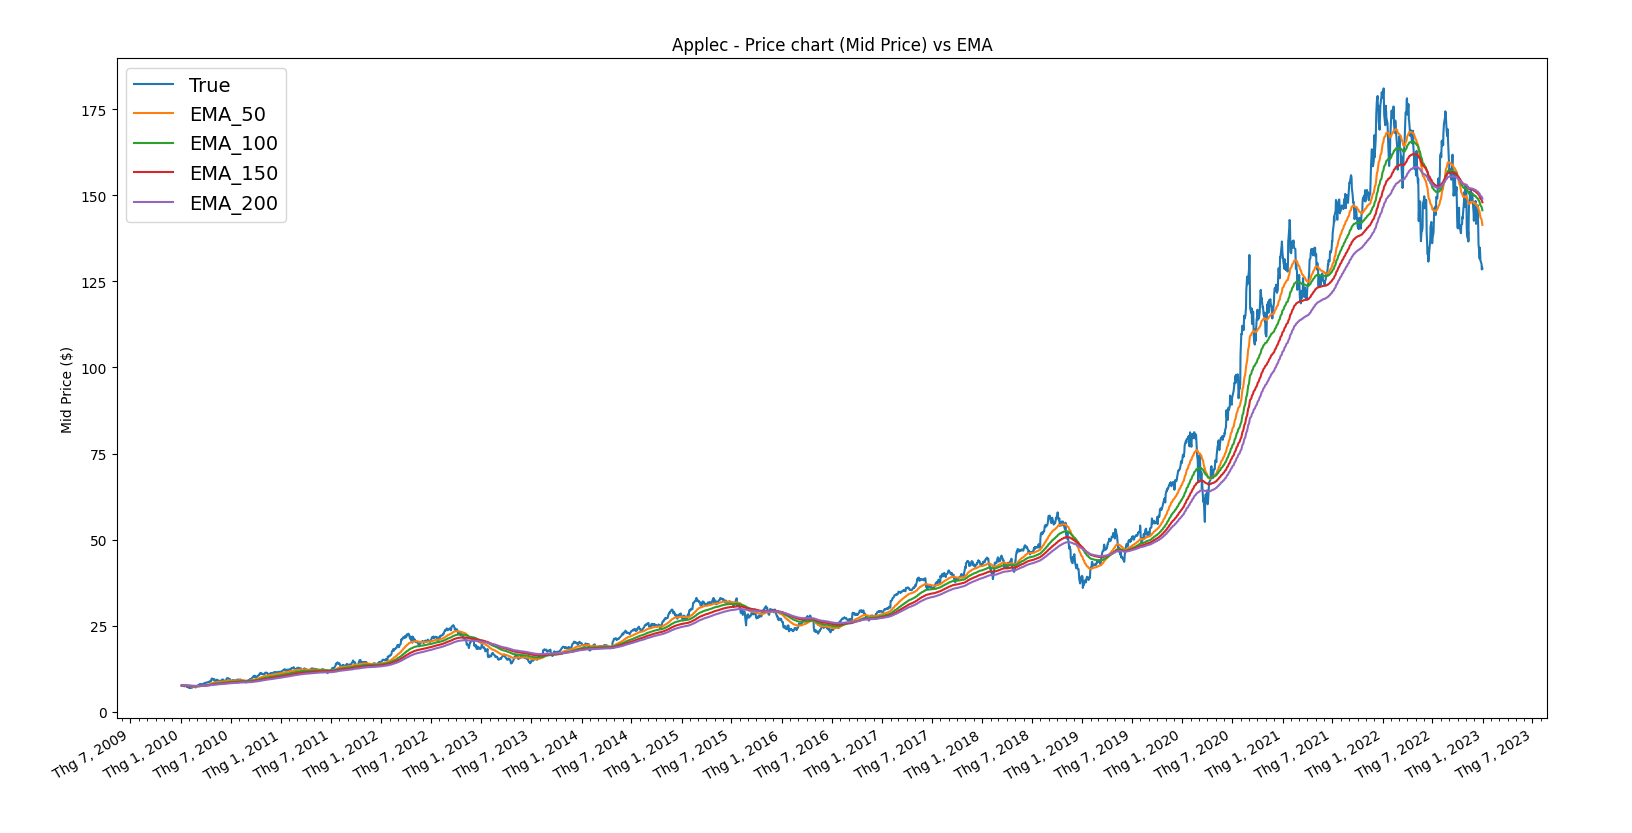 Applec - Price chart (Mid Price) vs EMA
True
EMA_50
EMA_100
EMA_150
EMA_200
Mid Price ($)
175
150
125
100
75
50
25
0
Thg 7, 2009
Thg 1, 2010
Thg 7, 2010
Thg 1, 2011
Thg 7, 2011
Thg 1, 2012
Thg 7, 2012
Thg 1, 2013
Thg 7, 2013
Thg 1, 2014
Thg 7, 2014
Thg 1, 2015
Thg 7, 2015
Thg 1, 2016
Thg 7, 2016
Thg 1, 2017
Thg 7, 2017
Thg 1, 2018
Thg 7, 2018
Thg 1, 2019
Thg 7, 2019
Thg 1, 2020
Thg 7, 2020
Thg 1, 2021
Thg 7, 2021
Thg 1, 2022
Thg 7, 2022
Thg 1, 2023
Thg 7, 2023